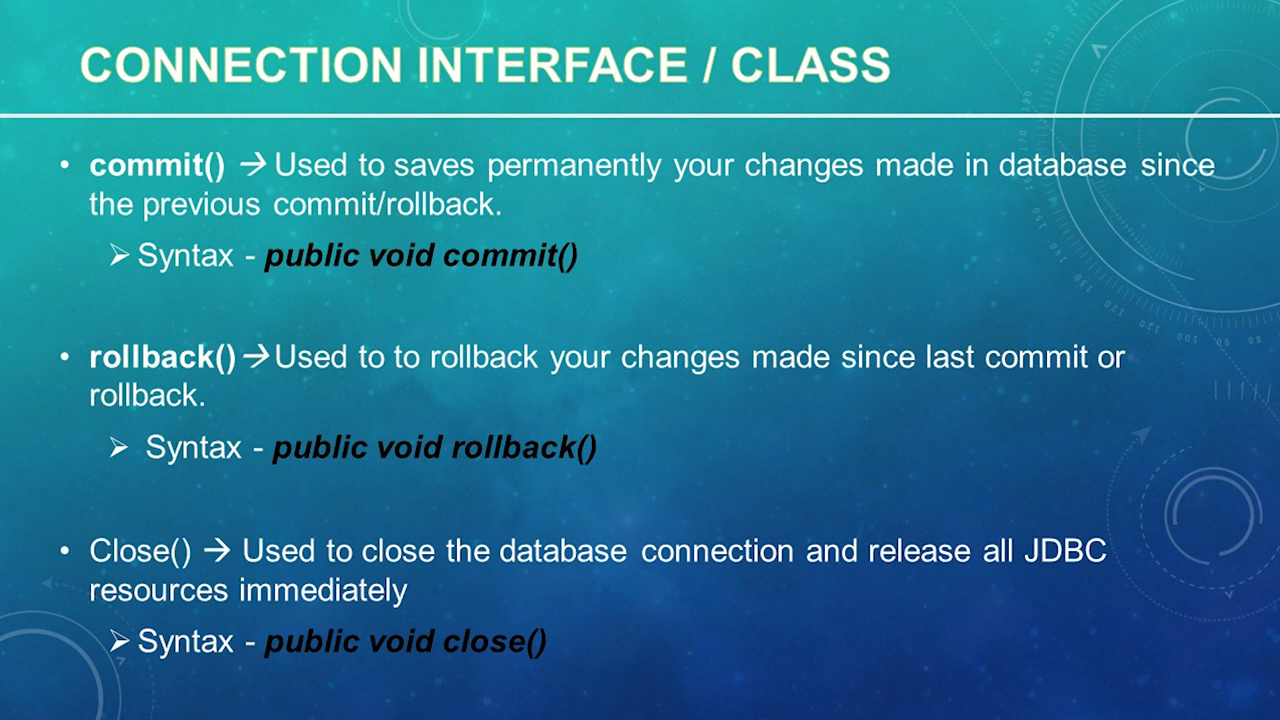 CONNECTION INTERFACE / CLASS
• commit() → Used to saves permanently your changes made in database since
the previous commit/rollback.
➢ Syntax - public void commit()
• rollback() → Used to to rollback your changes made since last commit or
rollback.
➢ Syntax - public void rollback()
• Close() → Used to close the database connection and release all JDBC
resources immediately
➢ Syntax - public void close()